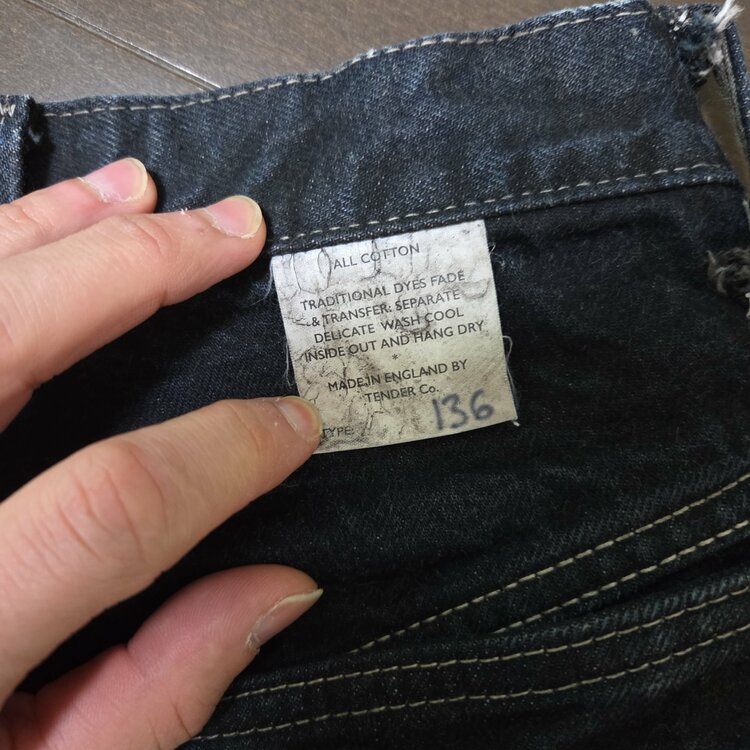 ALL COTTON
TRADITIONAL DYES FADE
& TRANSFER: SEPARATE
DELICATE WASH COOL
INSIDE OUT AND HANG DRY
*
MADE IN ENGLAND BY
TENDER Co.
TYPE: 136